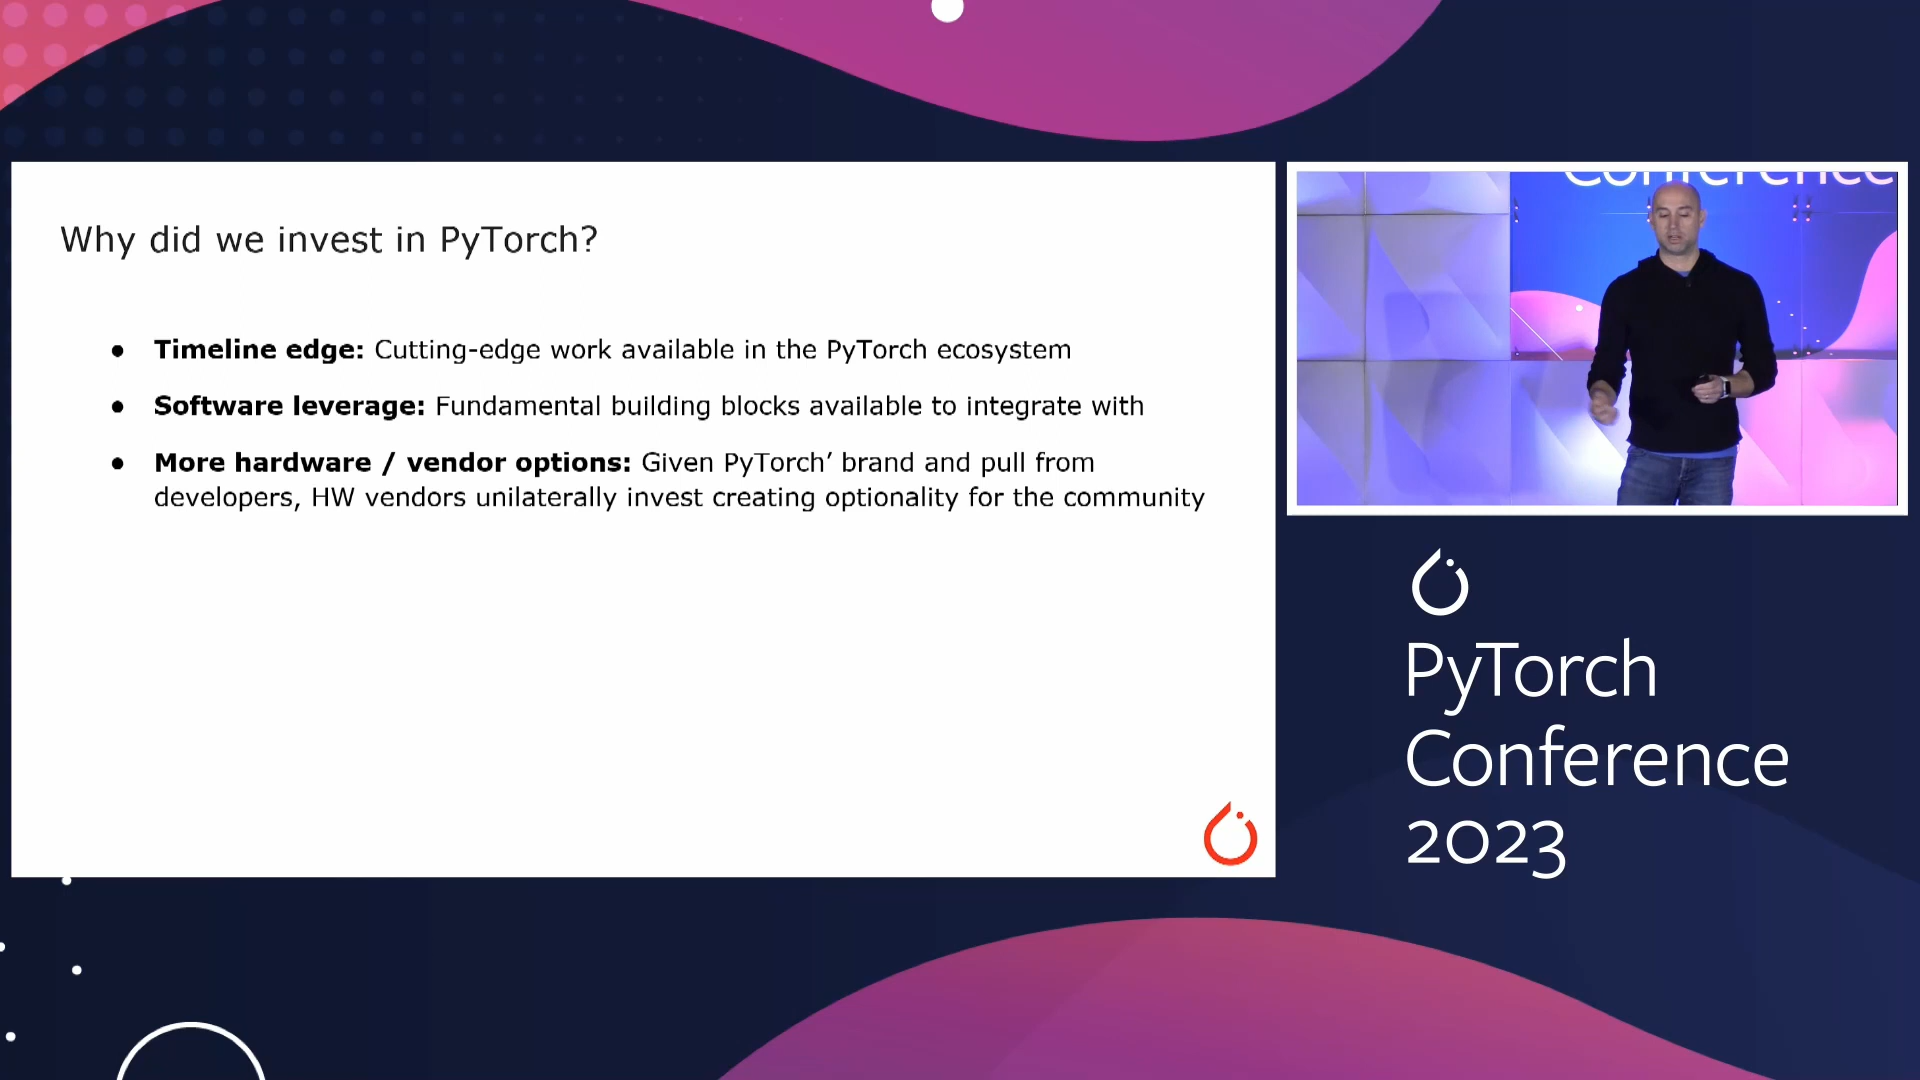 Why did we invest in PyTorch?
● Timeline edge: Cutting-edge work available in the PyTorch ecosystem
● Software leverage: Fundamental building blocks available to integrate with
● More hardware / vendor options: Given PyTorch’ brand and pull from
developers, HW vendors unilaterally invest creating optionality for the community
Conference
PyTorch
Conference
2023